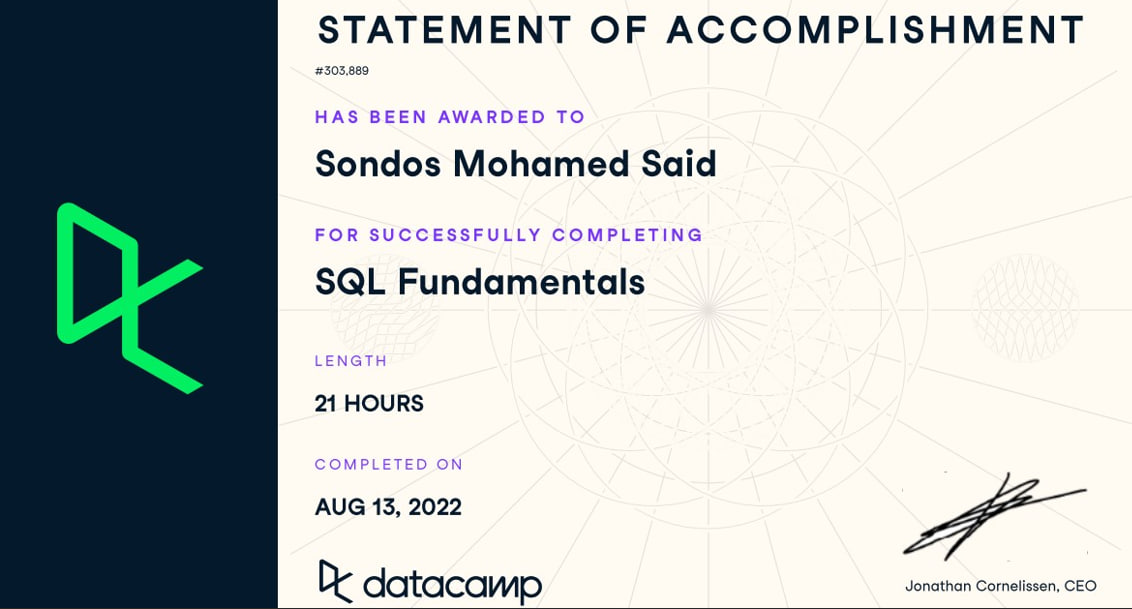 STATEMENT OF ACCOMPLISHMENT
#303,889
HAS BEEN AWARDED TO
Sondos Mohamed Said
FOR SUCCESSFULLY COMPLETING
SQL Fundamentals
LENGTH
21 HOURS
COMPLETED ON
AUG 13, 2022
datacamp
Jonathan Cornelissen, CEO